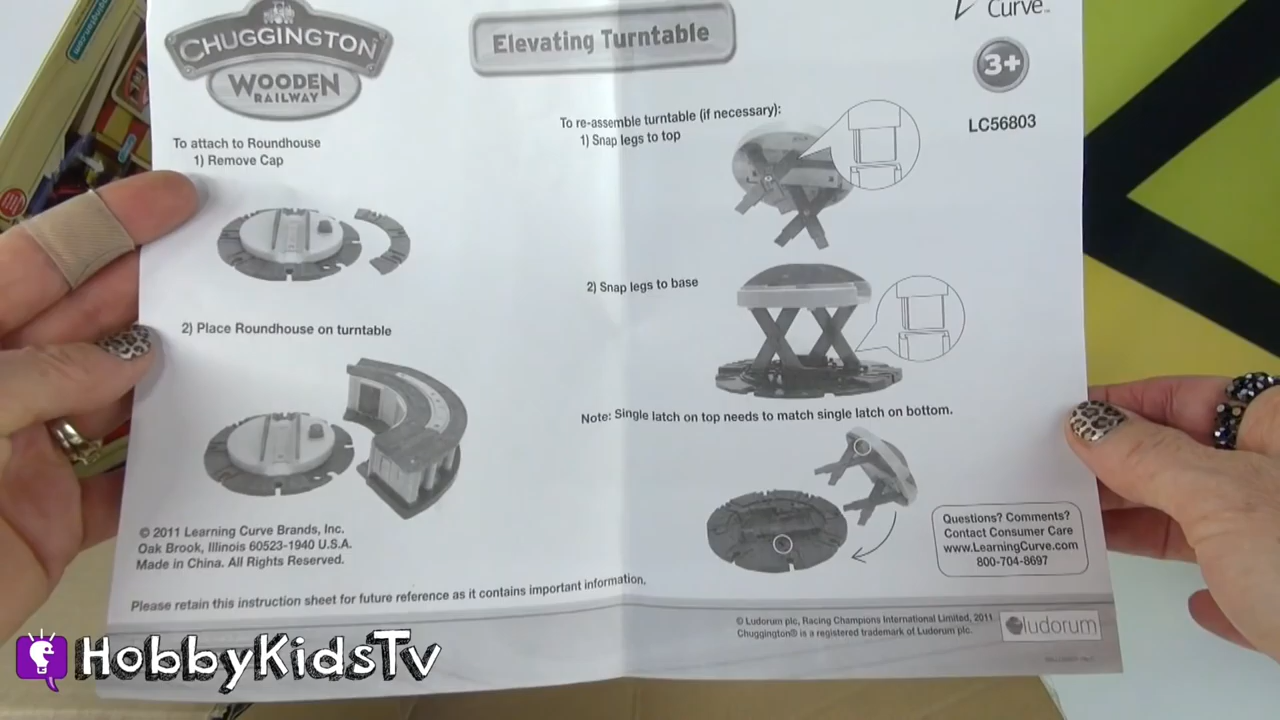 CHUGGINGTON
WOODEN
RAILWAY
Elevating Turntable
Curve™
3+
LC56803
To attach to Roundhouse
1) Remove Cap
2) Place Roundhouse on turntable
To re-assemble turntable (if necessary):
1) Snap legs to top
2) Snap legs to base
Note: Single latch on top needs to match single latch on bottom.
© 2011 Learning Curve Brands, Inc.
Oak Brook, Illinois 60523-1940 U.S.A.
Made in China. All Rights Reserved.
Questions? Comments?
Contact Consumer Care
www.LearningCurve.com
800-704-8697
Please retain this instruction sheet for future reference as it contains important information.
© Ludorum plc, Racing Champions International Limited, 2011
Chuggington® is a registered trademark of Ludorum plc.
ludorum
HobbyKidsTv